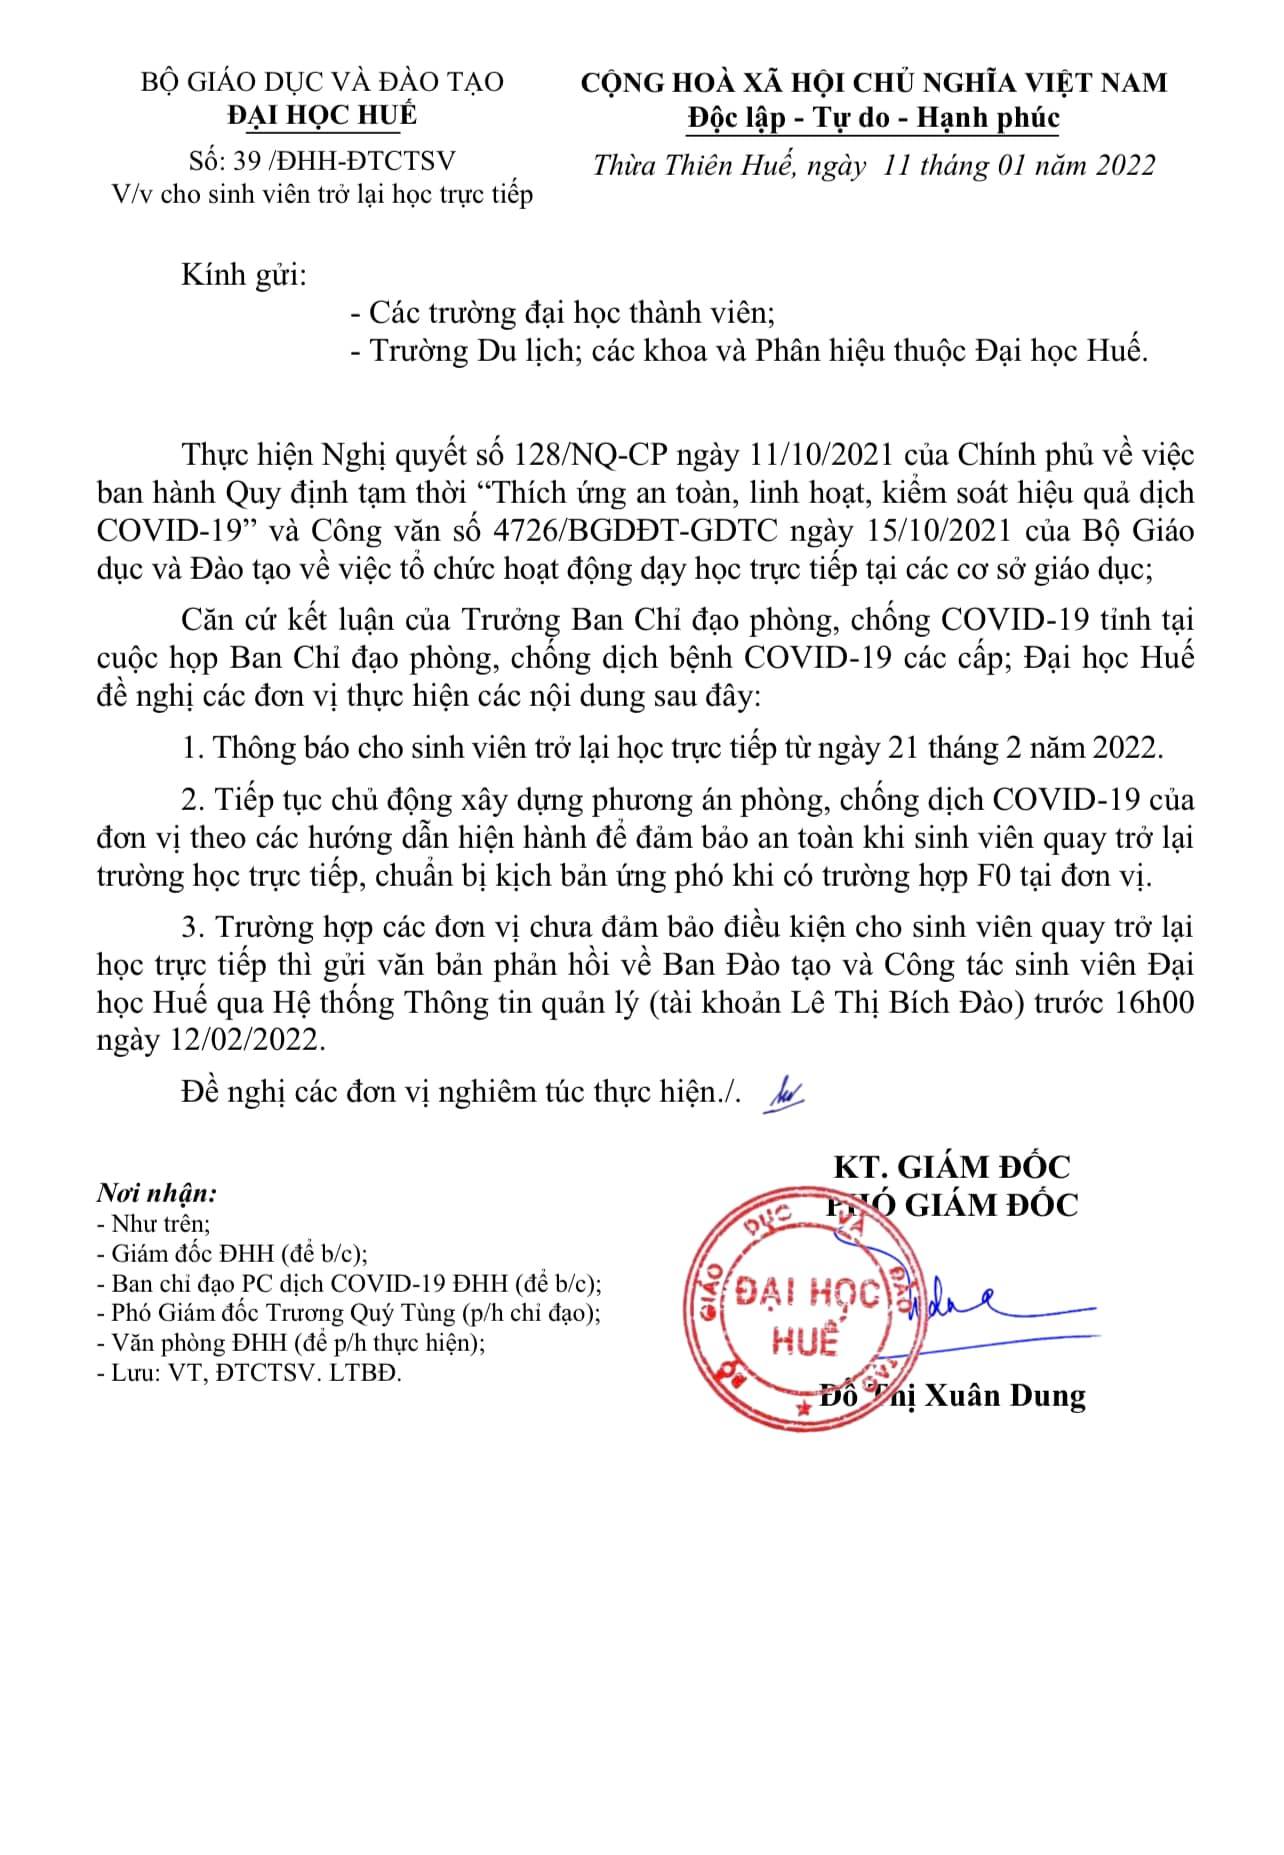 BỘ GIÁO DỤC VÀ ĐÀO TẠO
ĐẠI HỌC HUẾ
Số: 39 /ĐHH-ĐTCTSV
V/v cho sinh viên trở lại học trực tiếp
CỘNG HOÀ XÃ HỘI CHỦ NGHĨA VIỆT NAM
Độc lập - Tự do - Hạnh phúc
Thừa Thiên Huế, ngày 11 tháng 01 năm 2022
Kính gửi:
- Các trường đại học thành viên;
- Trường Du lịch; các khoa và Phân hiệu thuộc Đại học Huế.
Thực hiện Nghị quyết số 128/NQ-CP ngày 11/10/2021 của Chính phủ về việc
ban hành Quy định tạm thời “Thích ứng an toàn, linh hoạt, kiểm soát hiệu quả dịch
COVID-19” và Công văn số 4726/BGDĐT-GDTC ngày 15/10/2021 của Bộ Giáo
dục và Đào tạo về việc tổ chức hoạt động dạy học trực tiếp tại các cơ sở giáo dục;
Căn cứ kết luận của Trưởng Ban Chỉ đạo phòng, chống COVID-19 tỉnh tại
cuộc họp Ban Chỉ đạo phòng, chống dịch bệnh COVID-19 các cấp; Đại học Huế
đề nghị các đơn vị thực hiện các nội dung sau đây:
1. Thông báo cho sinh viên trở lại học trực tiếp từ ngày 21 tháng 2 năm 2022.
2. Tiếp tục chủ động xây dựng phương án phòng, chống dịch COVID-19 của
đơn vị theo các hướng dẫn hiện hành để đảm bảo an toàn khi sinh viên quay trở lại
trường học trực tiếp, chuẩn bị kịch bản ứng phó khi có trường hợp F0 tại đơn vị.
3. Trường hợp các đơn vị chưa đảm bảo điều kiện cho sinh viên quay trở lại
học trực tiếp thì gửi văn bản phản hồi về Ban Đào tạo và Công tác sinh viên Đại
học Huế qua Hệ thống Thông tin quản lý (tài khoản Lê Thị Bích Đào) trước 16h00
ngày 12/02/2022.
Đề nghị các đơn vị nghiêm túc thực hiện./.
Nơi nhận:
- Như trên;
- Giám đốc ĐHH (để b/c);
- Ban chỉ đạo PC dịch COVID-19 ĐHH (để b/c);
- Phó Giám đốc Trương Quý Tùng (p/h chỉ đạo);
- Văn phòng ĐHH (để p/h thực hiện);
- Lưu: VT, ĐTCTSV. LTBĐ.
KT. GIÁM ĐỐC
PHÓ GIÁM ĐỐC
BỘ GIÁO DỤC VÀ ĐÀO TẠO
ĐẠI HỌC
HUẾ
Đỗ Thị Xuân Dung